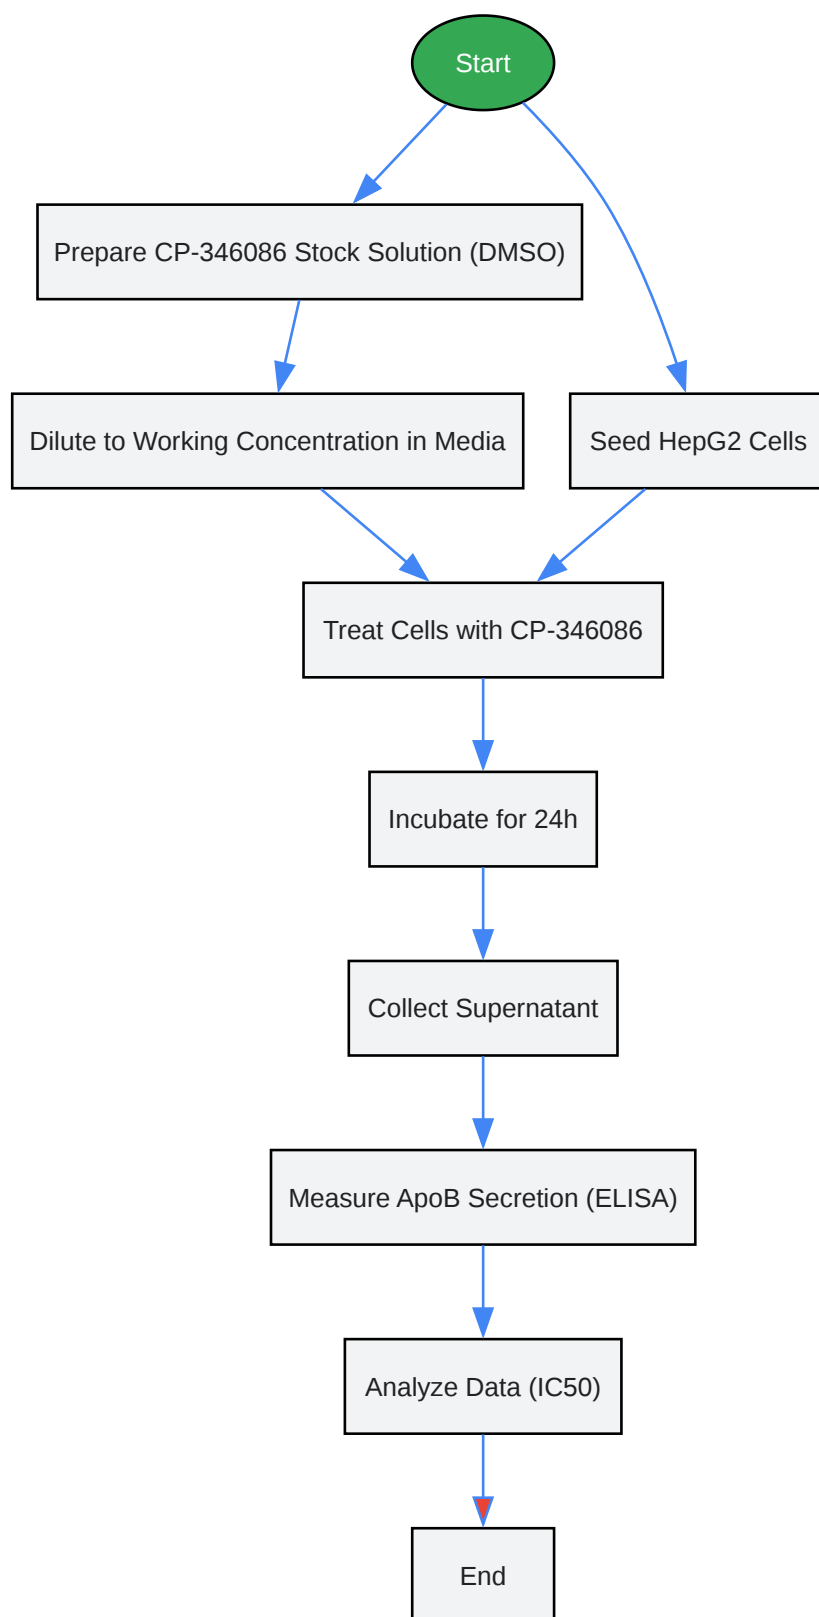 Start
Prepare CP-346086 Stock Solution (DMSO)
Dilute to Working Concentration in Media
Seed HepG2 Cells
Treat Cells with CP-346086
Incubate for 24h
Collect Supernatant
Measure ApoB Secretion (ELISA)
Analyze Data (IC50)
End